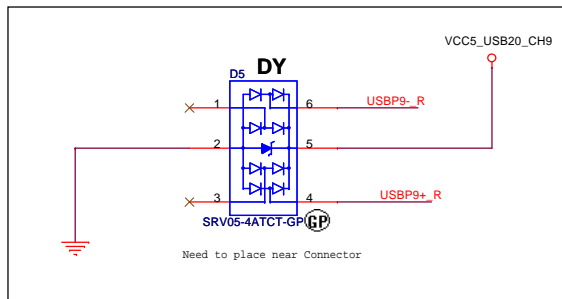 VCC5_USB20_CH9
D5
DY
1
6
USBP9-_R
2
5
3
4
USBP9+_R
SRV05-4ATCT-GP
GP
Need to place near Connector